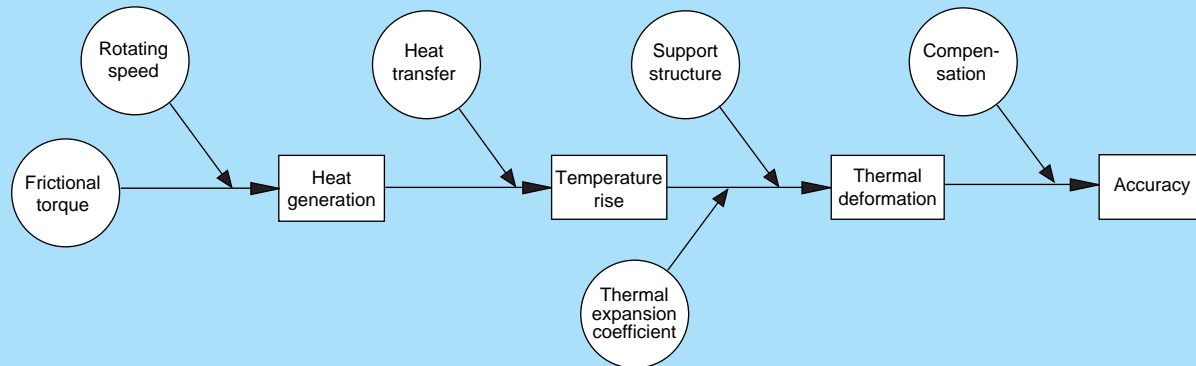 Rotating
speed
Heat
transfer
Support
structure
Compen-
sation
Frictional
torque
Heat
generation
Temperature
rise
Thermal
deformation
Accuracy
Thermal
expansion
coefficient